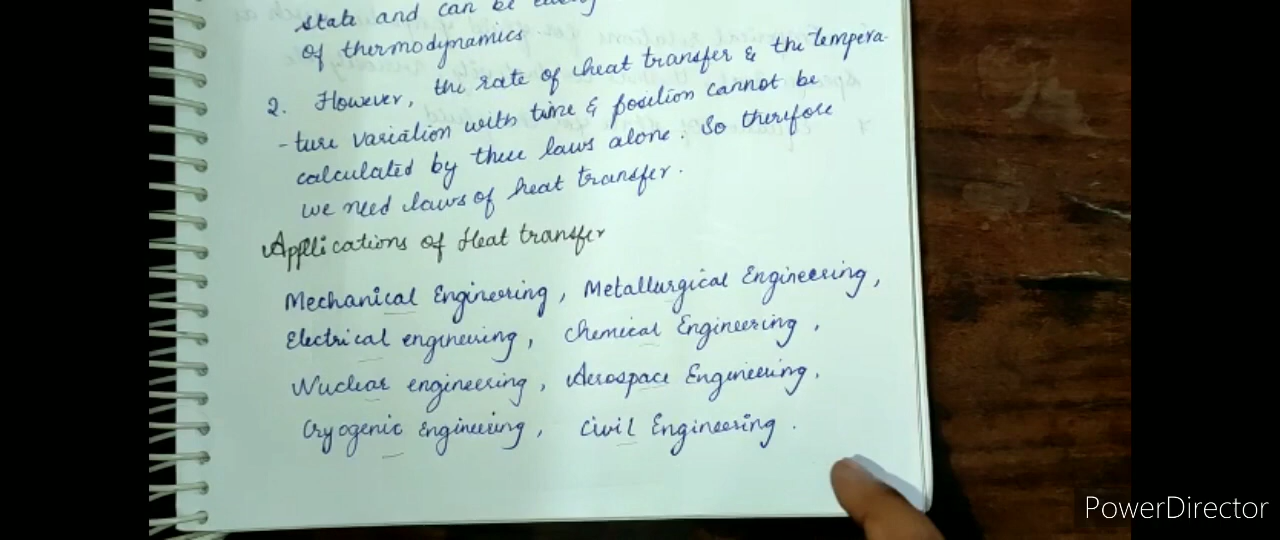 state and can be
of thermodynamics.
2. However, the rate of heat transfer & the tempera-
- ture variation with time & position cannot be
calculated by these laws alone. So therefore
we need laws of heat transfer.
Applications of Heat transfer
Mechanical Engineering, Metallurgical Engineering,
Electrical engineering, Chemical Engineering,
Nuclear engineering, Aerospace Engineering,
Cryogenic Engineering, Civil Engineering.
PowerDirector